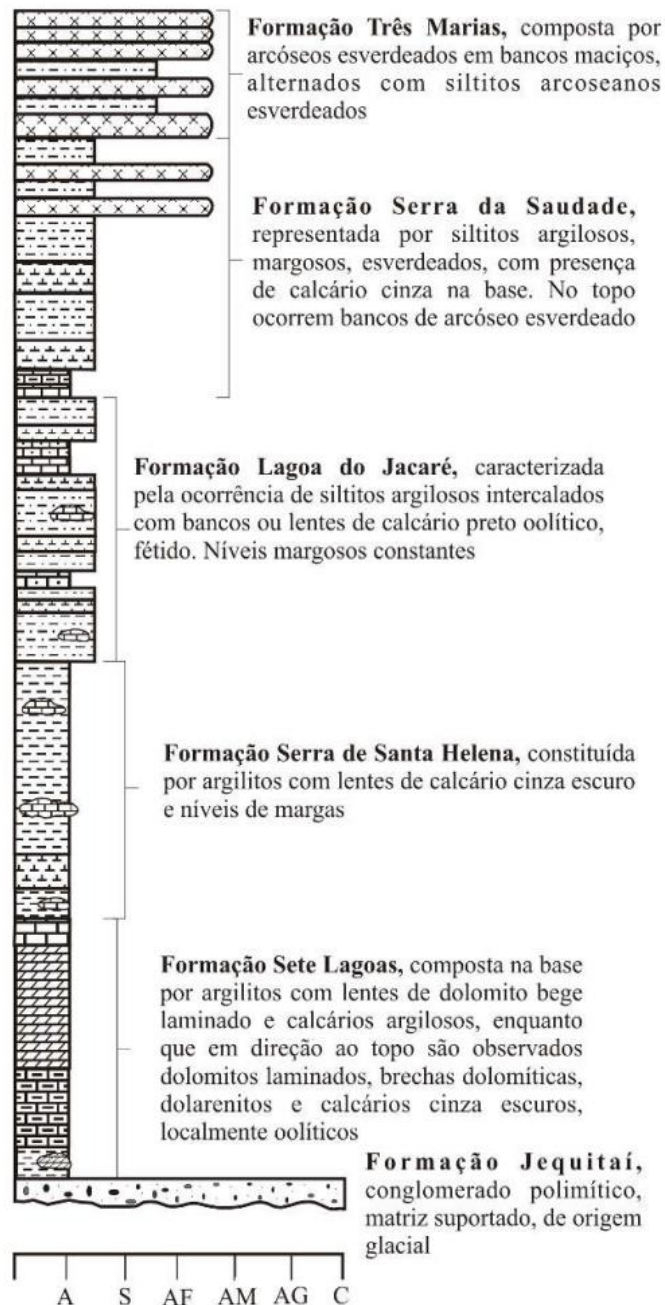 Formação Três Marias, composta por
arcóseos esverdeados em bancos maciços,
alternados com siltitos arcoseanos
esverdeados
Formação Serra da Saudade,
representada por siltitos argilosos,
margosos, esverdeados, com presença
de calcário cinza na base. No topo
ocorrem bancos de arcóseo esverdeado
Formação Lagoa do Jacaré, caracterizada
pela ocorrência de siltitos argilosos intercalados
com bancos ou lentes de calcário preto oolítico,
fétido. Níveis margosos constantes
Formação Serra de Santa Helena, constituída
por argilitos com lentes de calcário cinza escuro
e níveis de margas
Formação Sete Lagoas, composta na base
por argilitos com lentes de dolomito bege
laminado e calcários argilosos, enquanto
que em direção ao topo são observados
dolomitos laminados, brechas dolomíticas,
dolarenitos e calcários cinza escuros,
localmente oolíticos
Formação Jequitaí,
conglomerado polimítico,
matriz suportado, de origem
glacial
A S AF AM AG C